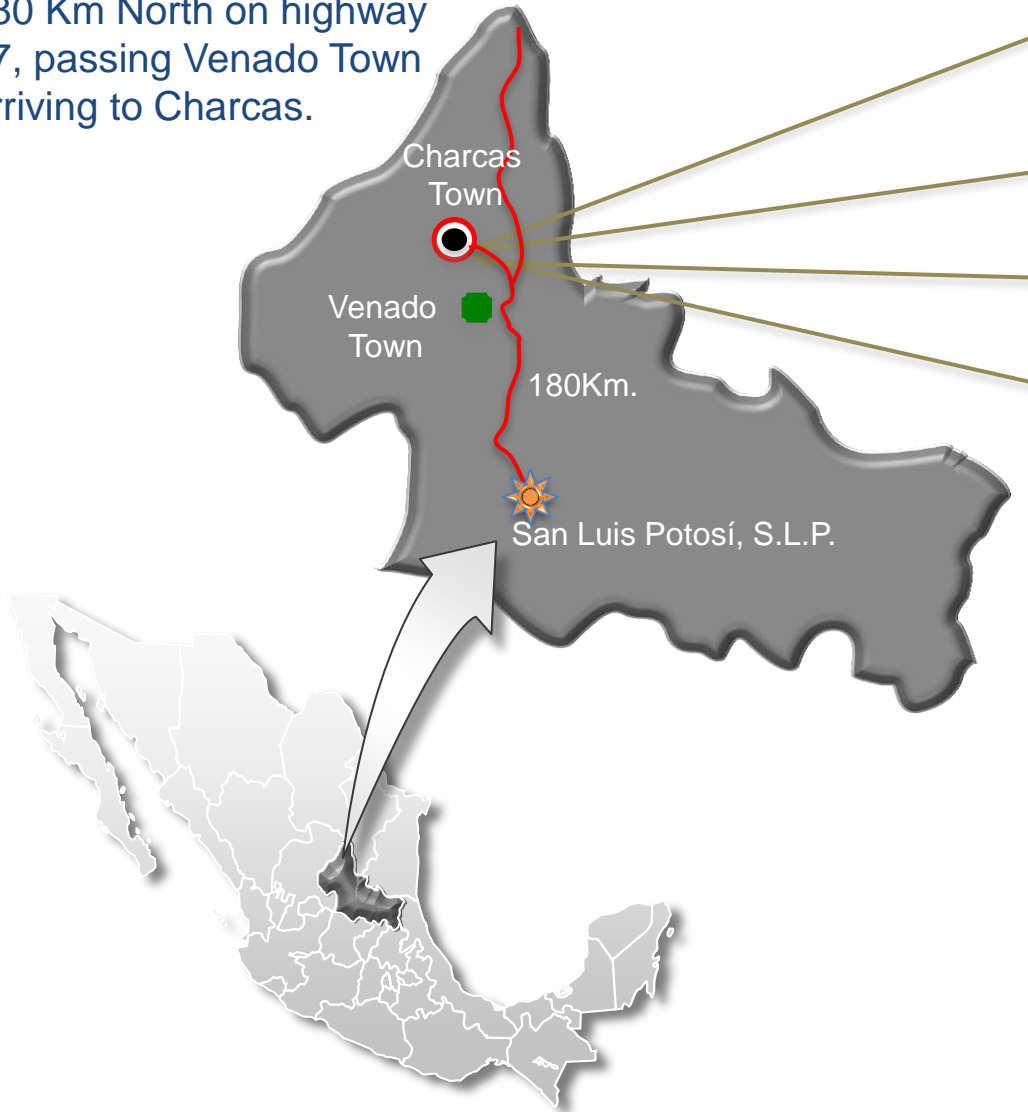 30 Km North on highway
7, passing Venado Town
rriving to Charcas.
Charcas
Town
Venado
Town
180Km.
San Luis Potosí, S.L.P.